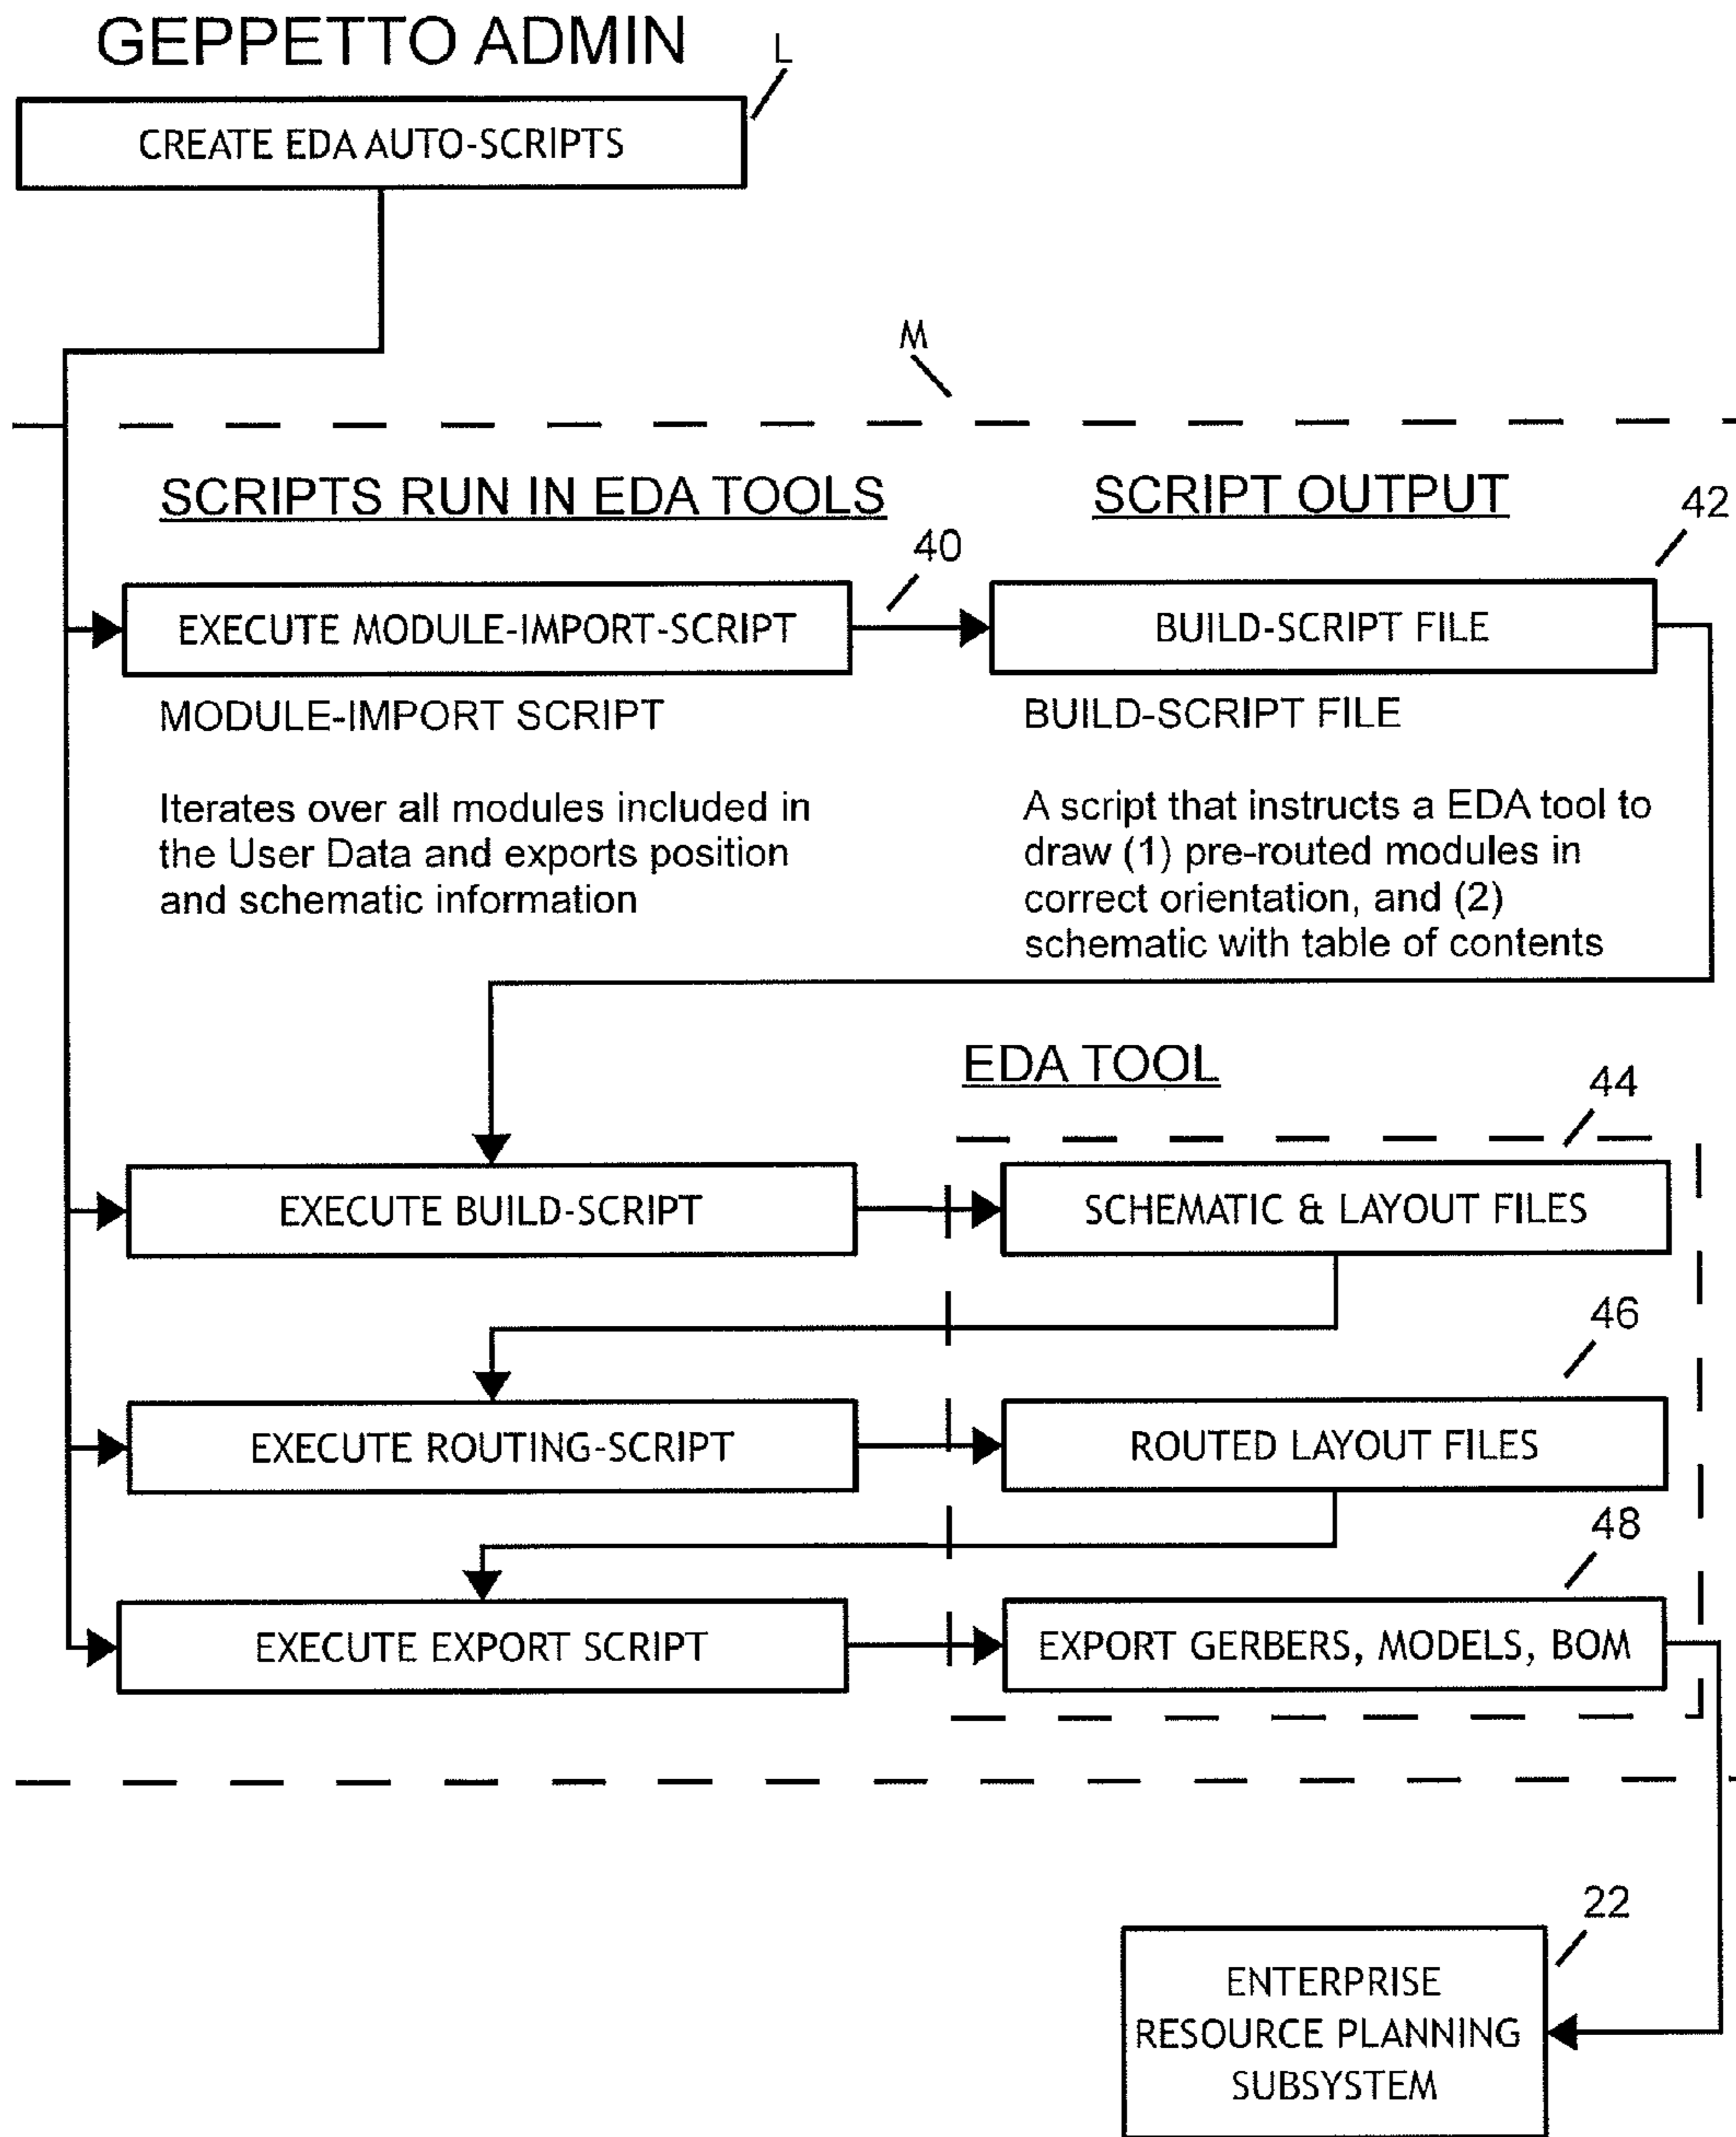 GEPPETTO ADMIN
L
CREATE EDA AUTO-SCRIPTS
M
SCRIPTS RUN IN EDA TOOLS
SCRIPT OUTPUT
40
42
EXECUTE MODULE-IMPORT-SCRIPT
BUILD-SCRIPT FILE
MODULE-IMPORT SCRIPT
Iterates over all modules included in
the User Data and exports position
and schematic information
BUILD-SCRIPT FILE
A script that instructs a EDA tool to
draw (1) pre-routed modules in
correct orientation, and (2)
schematic with table of contents
EDA TOOL
44
EXECUTE BUILD-SCRIPT
SCHEMATIC & LAYOUT FILES
46
EXECUTE ROUTING-SCRIPT
ROUTED LAYOUT FILES
48
EXECUTE EXPORT SCRIPT
EXPORT GERBERS, MODELS, BOM
22
ENTERPRISE
RESOURCE PLANNING
SUBSYSTEM